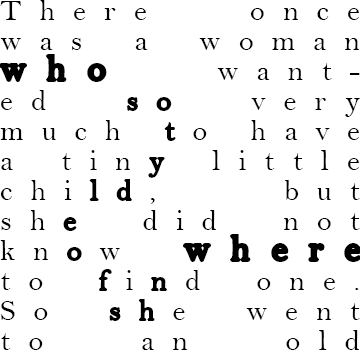 There once
was a woman
who want-
ed so very
much to have
a tiny little
child, but
she did not
know where
to find one.
So she went
to an old